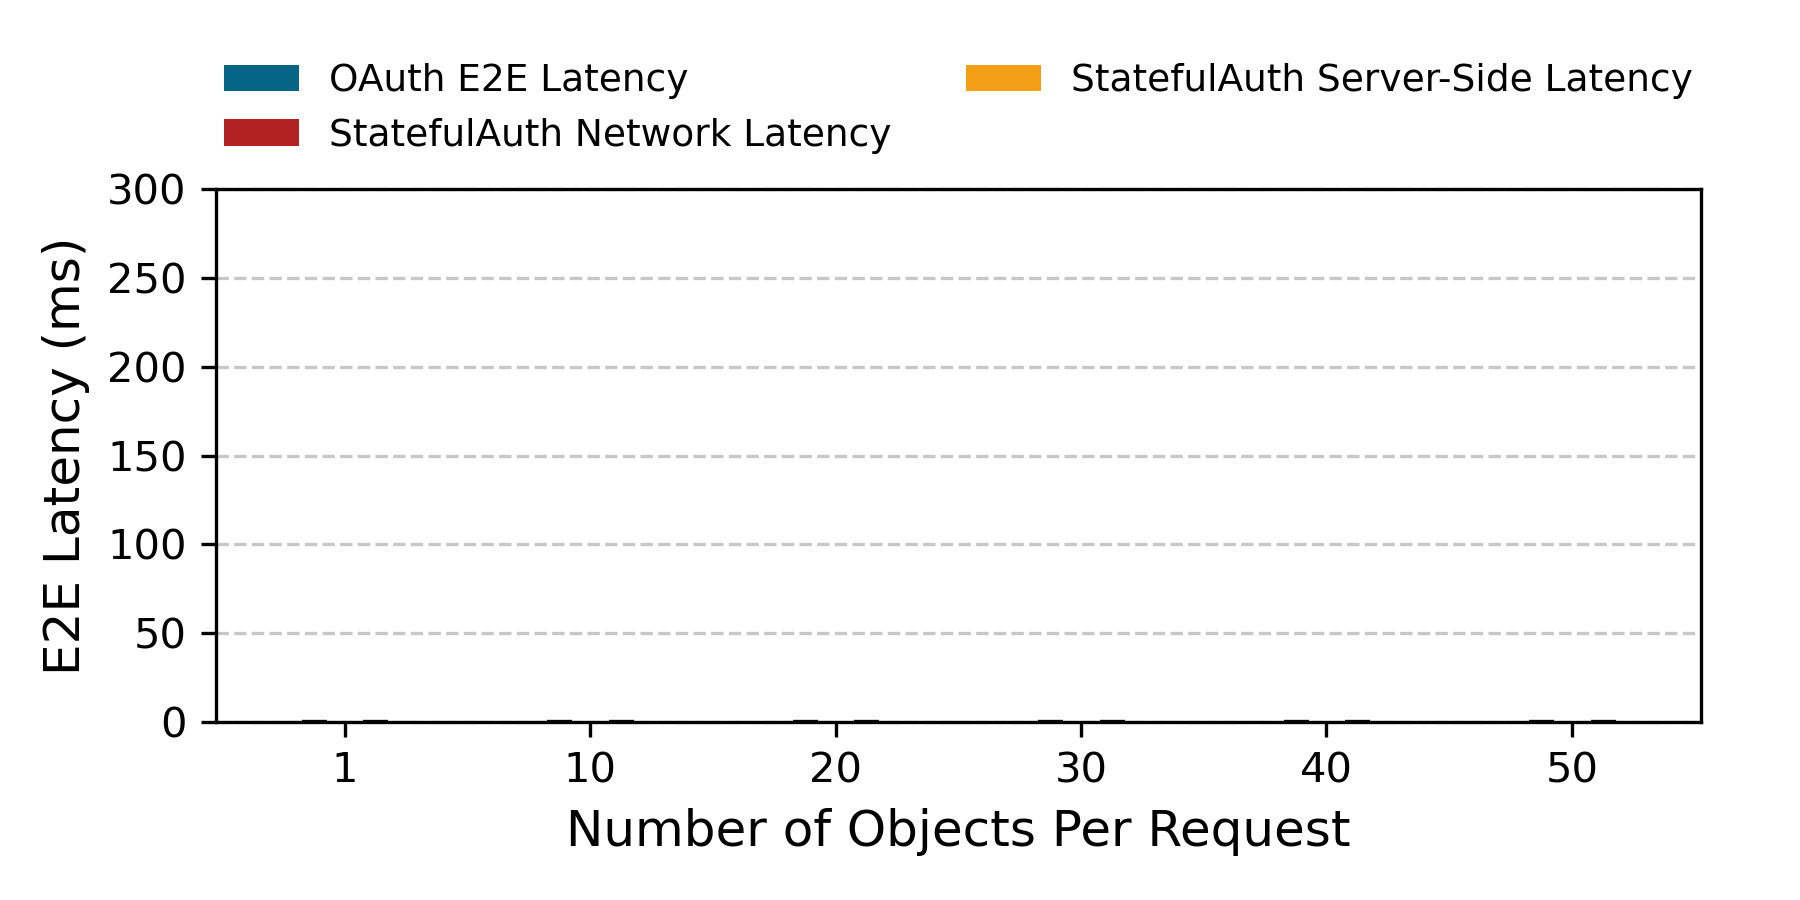 OAuth E2E Latency
StatefulAuth Network Latency
StatefulAuth Server-Side Latency
E2E Latency (ms)
300
250
200
150
100
50
0
1 10 20 30 40 50
Number of Objects Per Request